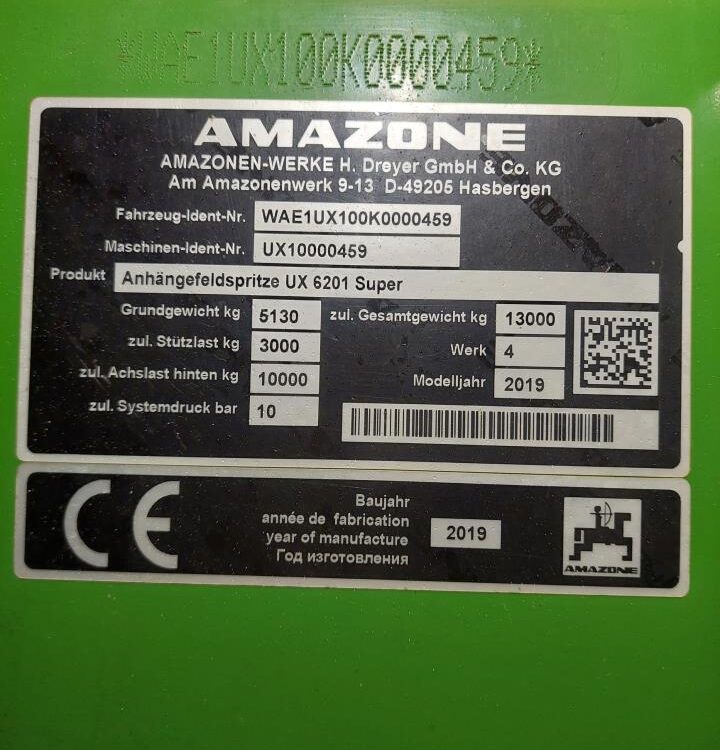 *WAE1UX100K0000459*
AMAZONE
AMAZONEN-WERKE H. Dreyer GmbH & Co. KG
Am Amazonenwerk 9-13 D-49205 Hasbergen
Fahrzeug-Ident-Nr. WAE1UX100K0000459
Maschinen-Ident-Nr. UX10000459
Produkt Anhängefeldspritze UX 6201 Super
Grundgewicht kg 5130 zul. Gesamtgewicht kg 13000
zul. Stützlast kg 3000 Werk 4
zul. Achslast hinten kg 10000 Modelljahr 2019
zul. Systemdruck bar 10
CE
Baujahr
année de fabrication
year of manufacture 2019
Год изготовления
AMAZONE